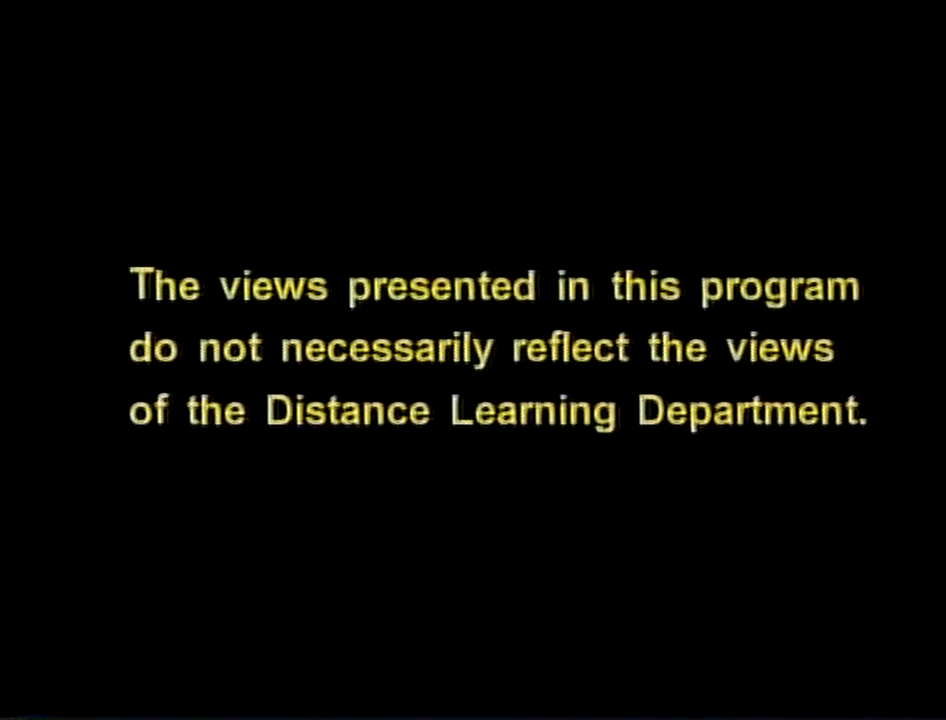 The views presented in this program
do not necessarily reflect the views
of the Distance Learning Department.